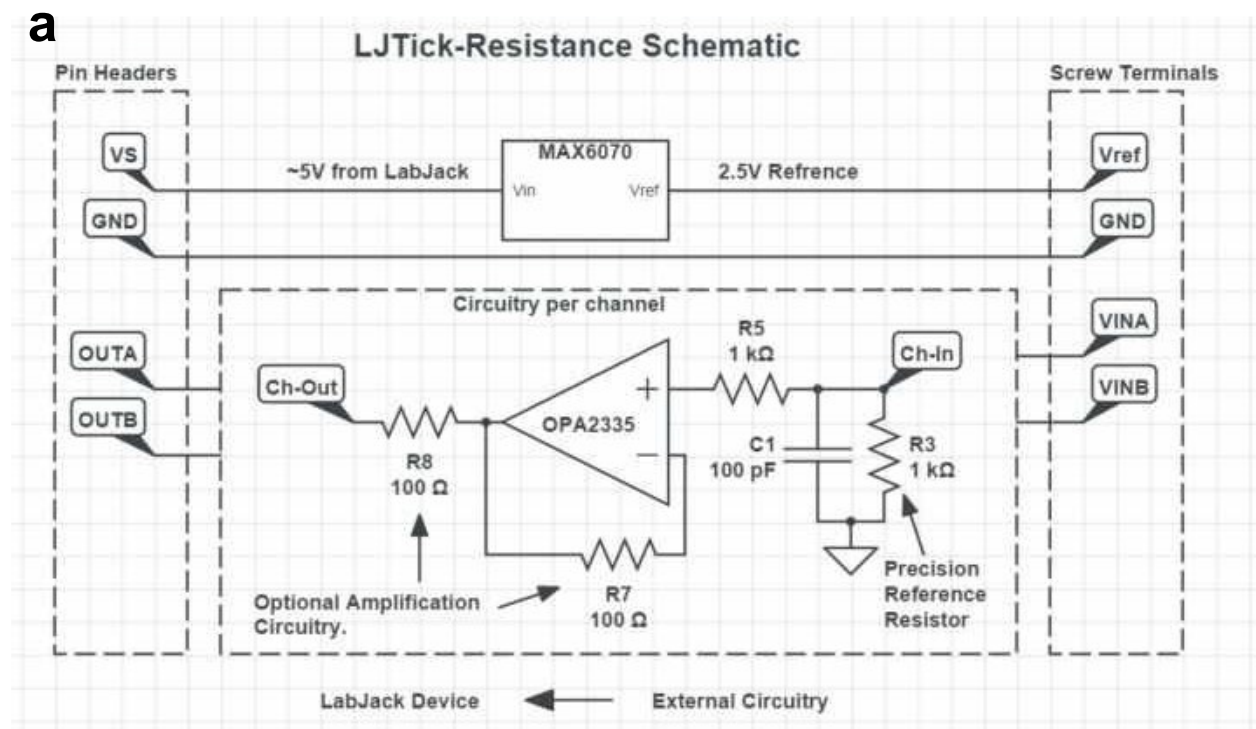 a
LJTick-Resistance Schematic
Pin Headers
Screw Terminals
VS
~5V from LabJack
MAX6070
Vin
Vref
2.5V Refrence
Vref
GND
GND
Circuitry per channel
OUTA
OUTB
Ch-Out
R8
100 Ω
OPA2335
+
−
R5
1 kΩ
Ch-In
C1
100 pF
R3
1 kΩ
VINA
VINB
R7
100 Ω
Optional Amplification
Circuitry.
Precision
Reference
Resistor
LabJack Device
External Circuitry